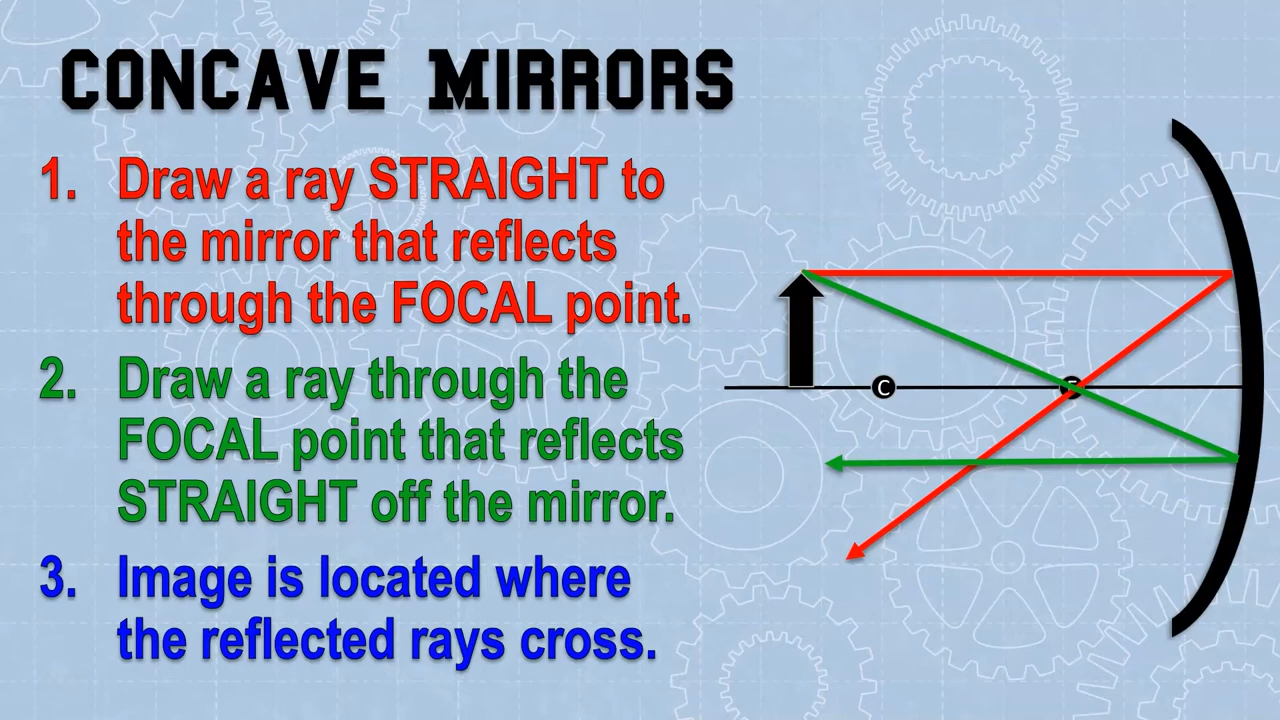 CONCAVE MIRRORS
1. Draw a ray STRAIGHT to
the mirror that reflects
through the FOCAL point.
2. Draw a ray through the
FOCAL point that reflects
STRAIGHT off the mirror.
3. Image is located where
the reflected rays cross.
C